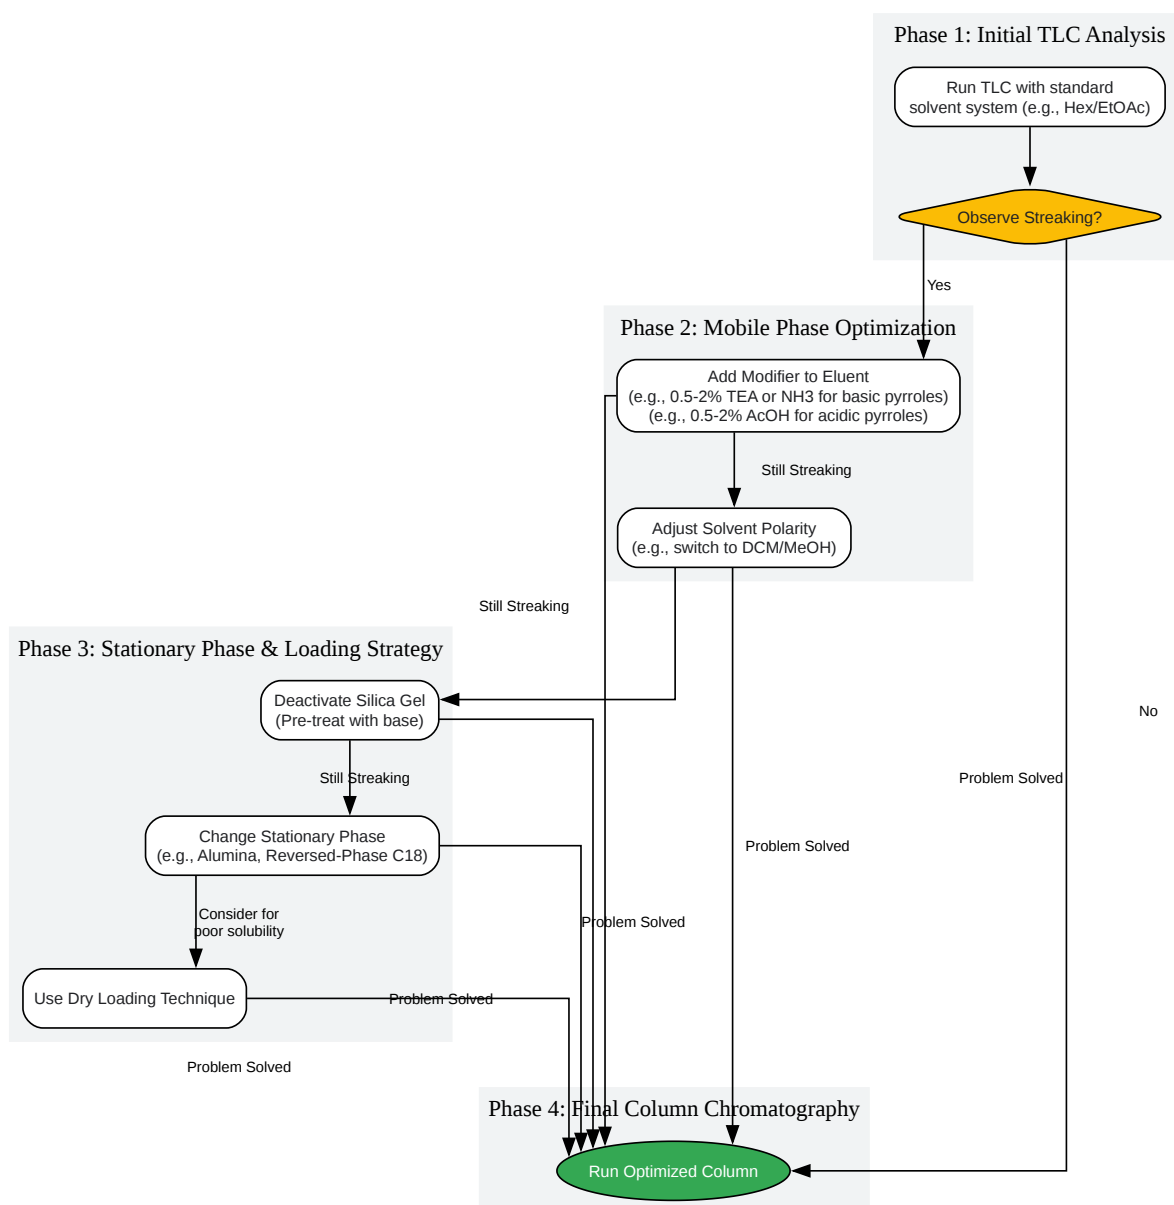 Phase 1: Initial TLC Analysis
Run TLC with standard
solvent system (e.g., Hex/EtOAc)
Observe Streaking?
Yes
Phase 2: Mobile Phase Optimization
Add Modifier to Eluent
(e.g., 0.5-2% TEA or NH3 for basic pyrroles)
(e.g., 0.5-2% AcOH for acidic pyrroles)
Still Streaking
Adjust Solvent Polarity
(e.g., switch to DCM/MeOH)
Still Streaking
Phase 3: Stationary Phase & Loading Strategy
Deactivate Silica Gel
(Pre-treat with base)
No
Still Streaking
Problem Solved
Change Stationary Phase
(e.g., Alumina, Reversed-Phase C18)
Problem Solved
Consider for
poor solubility
Problem Solved
Use Dry Loading Technique
Problem Solved
Problem Solved
Phase 4: Final Column Chromatography
Run Optimized Column